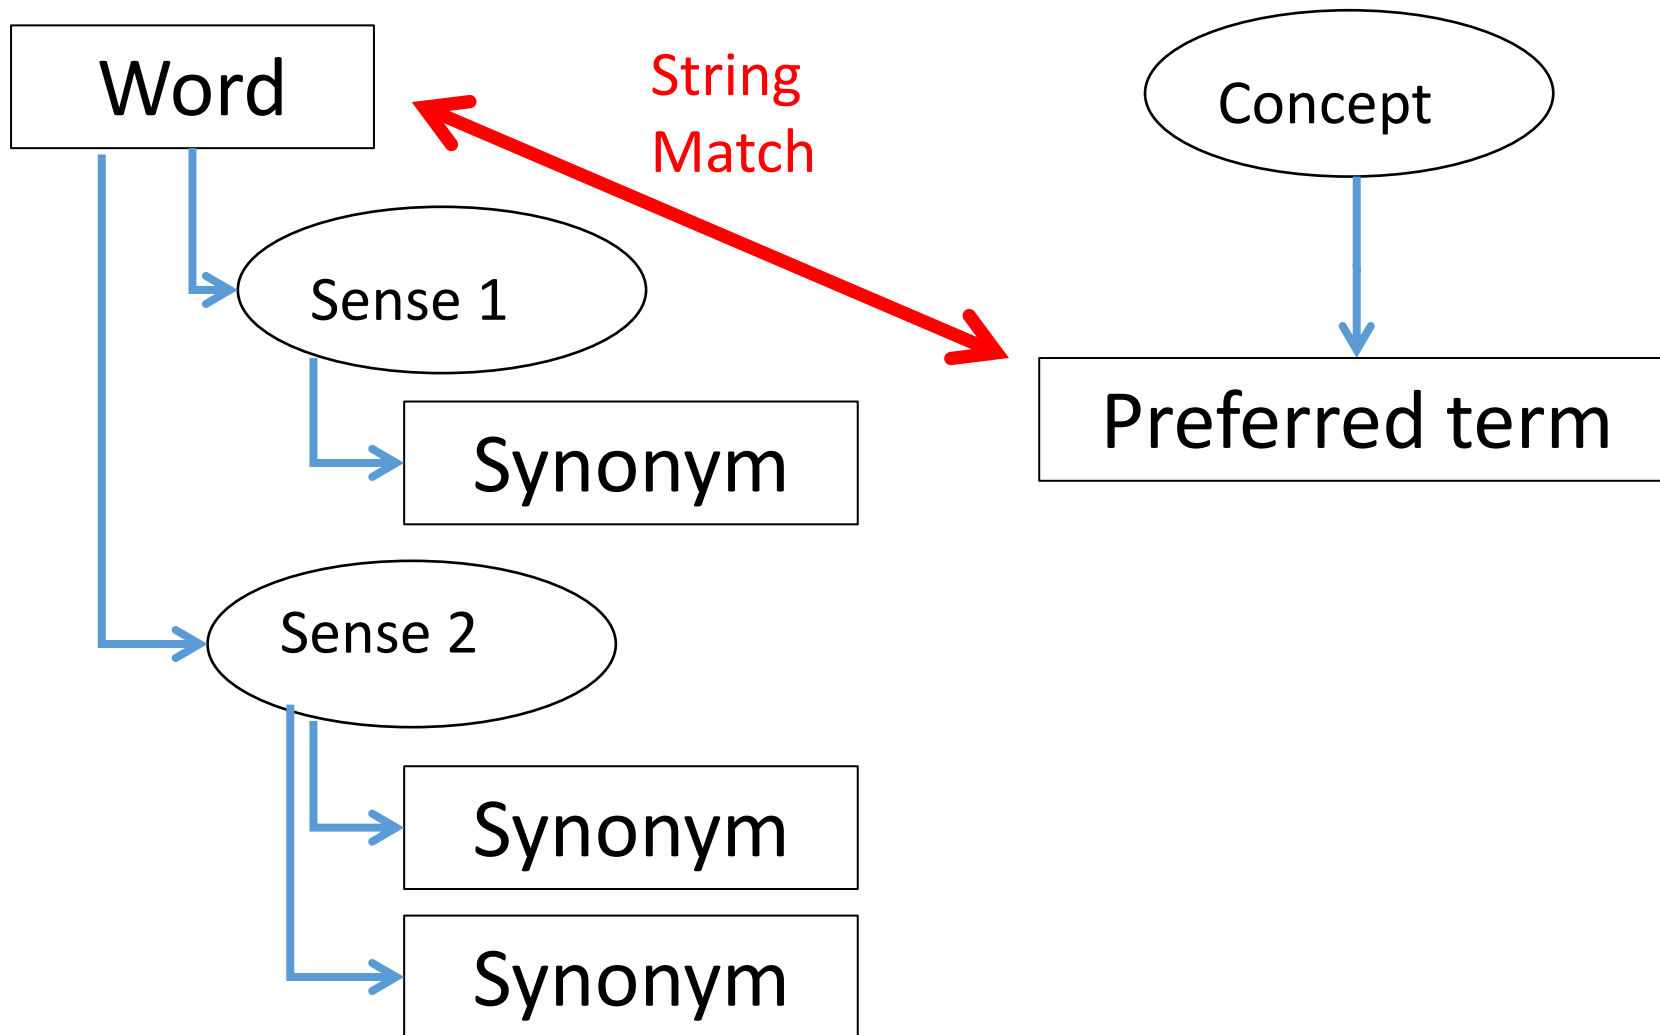 Word
String
Match
Concept
Sense 1
Preferred term
Synonym
Sense 2
Synonym
Synonym